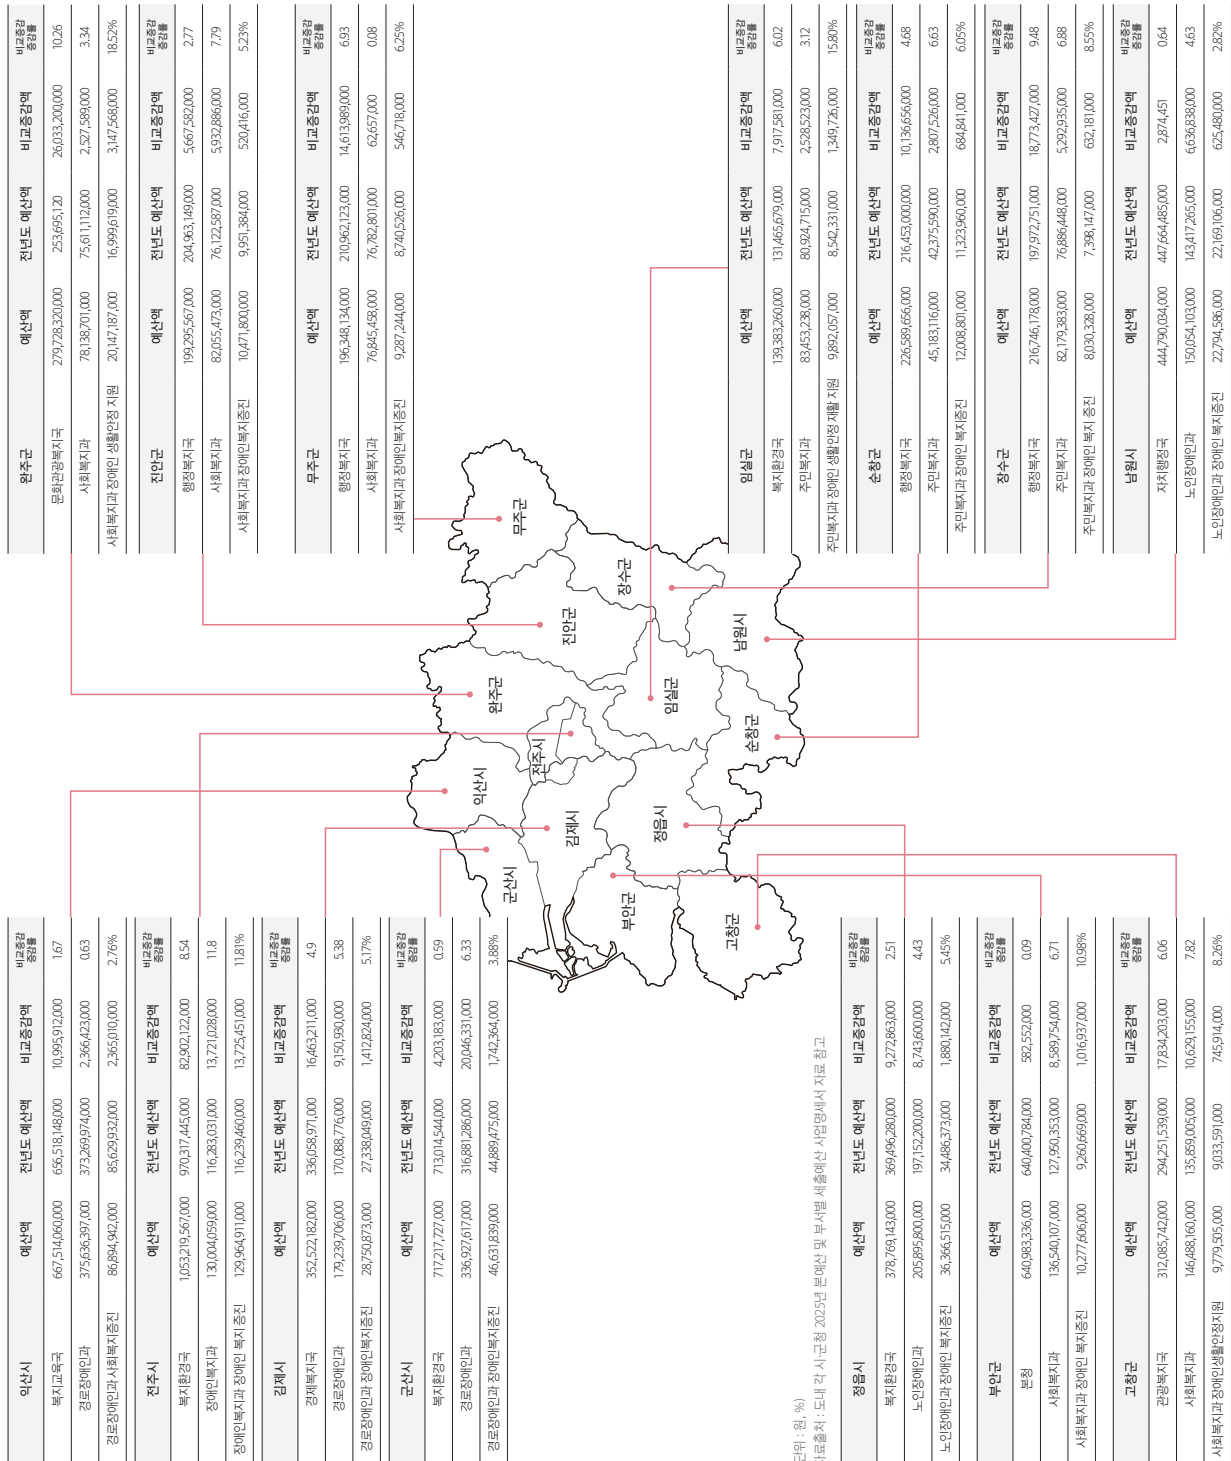 익산시 예산액 전년도 예산액 비교증감액 비교증감 증감률
복지교육국 667,514,060,000 656,518,148,000 10,995,912,000 1.67
경로장애인과 375,636,397,000 373,269,974,000 2,366,423,000 0.63
경로장애인과 사회복지증진 86,894,942,000 85,629,932,000 2,365,010,000 2.76%
전주시 예산액 전년도 예산액 비교증감액 비교증감 증감률
복지환경국 1,053,219,567,000 970,317,445,000 82,902,122,000 8.54
장애인복지과 130,004,059,000 116,283,031,000 13,721,028,000 11.8
장애인복지과 장애인 복지 증진 129,964,911,000 116,239,460,000 13,725,451,000 11.81%
김제시 예산액 전년도 예산액 비교증감액 비교증감 증감률
경제복지국 352,522,182,000 336,058,971,000 16,463,211,000 4.9
경로장애인과 179,239,706,000 170,088,776,000 9,150,930,000 5.38
경로장애인과 장애인복지증진 28,750,873,000 27,338,049,000 1,412,824,000 5.17%
군산시 예산액 전년도 예산액 비교증감액 비교증감 증감률
복지환경국 717,217,727,000 713,014,544,000 4,203,183,000 0.59
경로장애인과 336,927,617,000 316,881,286,000 20,046,331,000 6.33
경로장애인과 장애인복지증진 46,631,839,000 44,889,475,000 1,742,364,000 3.88%
완주군 예산액 전년도 예산액 비교증감액 비교증감 증감률
문화관광복지국 279,728,320,000 253,695,120 26,033,200,000 10.26
사회복지과 78,138,701,000 75,611,112,000 2,527,589,000 3.34
사회복지과 장애인 생활안정 지원 20,147,187,000 16,999,619,000 3,147,568,000 18.52%
진안군 예산액 전년도 예산액 비교증감액 비교증감 증감률
행정복지국 199,295,567,000 204,963,149,000 5,667,582,000 2.77
사회복지과 82,055,473,000 76,122,587,000 5,932,886,000 7.79
사회복지과 장애인복지증진 10,471,800,000 9,951,384,000 520,416,000 5.23%
무주군 예산액 전년도 예산액 비교증감액 비교증감 증감률
행정복지국 196,348,134,000 210,962,123,000 14,613,989,000 6.93
사회복지과 76,845,458,000 76,782,801,000 62,657,000 0.08
사회복지과 장애인복지증진 9,287,244,000 8,740,526,000 546,718,000 6.25%
군산시
익산시
전주시
완주군
진안군
무주군
김제시
부안군
정읍시
임실군
장수군
고창군
순창군
남원시
단위 : 원, %)
자료출처 : 도내 각 시·군청 2025년 본예산 및 부서별 세출예산 사업명세서 자료 참고
정읍시 예산액 전년도 예산액 비교증감액 비교증감 증감률
복지환경국 378,769,143,000 369,496,280,000 9,272,863,000 2.51
노인장애인과 205,895,800,000 197,152,200,000 8,743,600,000 4.43
노인장애인과 장애인 복지 증진 36,366,515,000 34,486,373,000 1,880,142,000 5.45%
부안군 예산액 전년도 예산액 비교증감액 비교증감 증감률
본청 640,983,336,000 640,400,784,000 582,552,000 0.09
사회복지과 136,540,107,000 127,950,353,000 8,589,754,000 6.71
사회복지과 장애인 복지증진 10,277,606,000 9,260,669,000 1,016,937,000 10.98%
고창군 예산액 전년도 예산액 비교증감액 비교증감 증감률
관광복지국 312,085,742,000 294,251,539,000 17,834,203,000 6.06
사회복지과 146,488,160,000 135,859,005,000 10,629,155,000 7.82
사회복지과 장애인생활안정지원 9,779,505,000 9,033,591,000 745,914,000 8.26%
임실군 예산액 전년도 예산액 비교증감액 비교증감 증감률
복지환경국 139,383,260,000 131,465,679,000 7,917,581,000 6.02
주민복지과 83,453,238,000 80,924,715,000 2,528,523,000 3.12
주민복지과 장애인 생활안정 재활 지원 9,892,057,000 8,542,331,000 1,349,726,000 15.80%
순창군 예산액 전년도 예산액 비교증감액 비교증감 증감률
행정복지국 226,589,656,000 216,453,000,000 10,136,656,000 4.68
주민복지과 45,183,116,000 42,375,590,000 2,807,526,000 6.63
주민복지과 장애인 복지증진 12,008,801,000 11,323,960,000 684,841,000 6.05%
장수군 예산액 전년도 예산액 비교증감액 비교증감 증감률
행정복지국 216,746,178,000 197,972,751,000 18,773,427,000 9.48
주민복지과 82,179,383,000 76,886,448,000 5,292,935,000 6.88
주민복지과 장애인 복지 증진 8,030,328,000 7,398,147,000 632,181,000 8.55%
남원시 예산액 전년도 예산액 비교증감액 비교증감 증감률
자치행정국 444,790,034,000 447,664,485,000 2,874,451 0.64
노인장애인과 150,054,103,000 143,417,265,000 6,636,838,000 4.63
노인장애인과 장애인 복지증진 22,794,586,000 22,169,106,000 625,480,000 2.82%